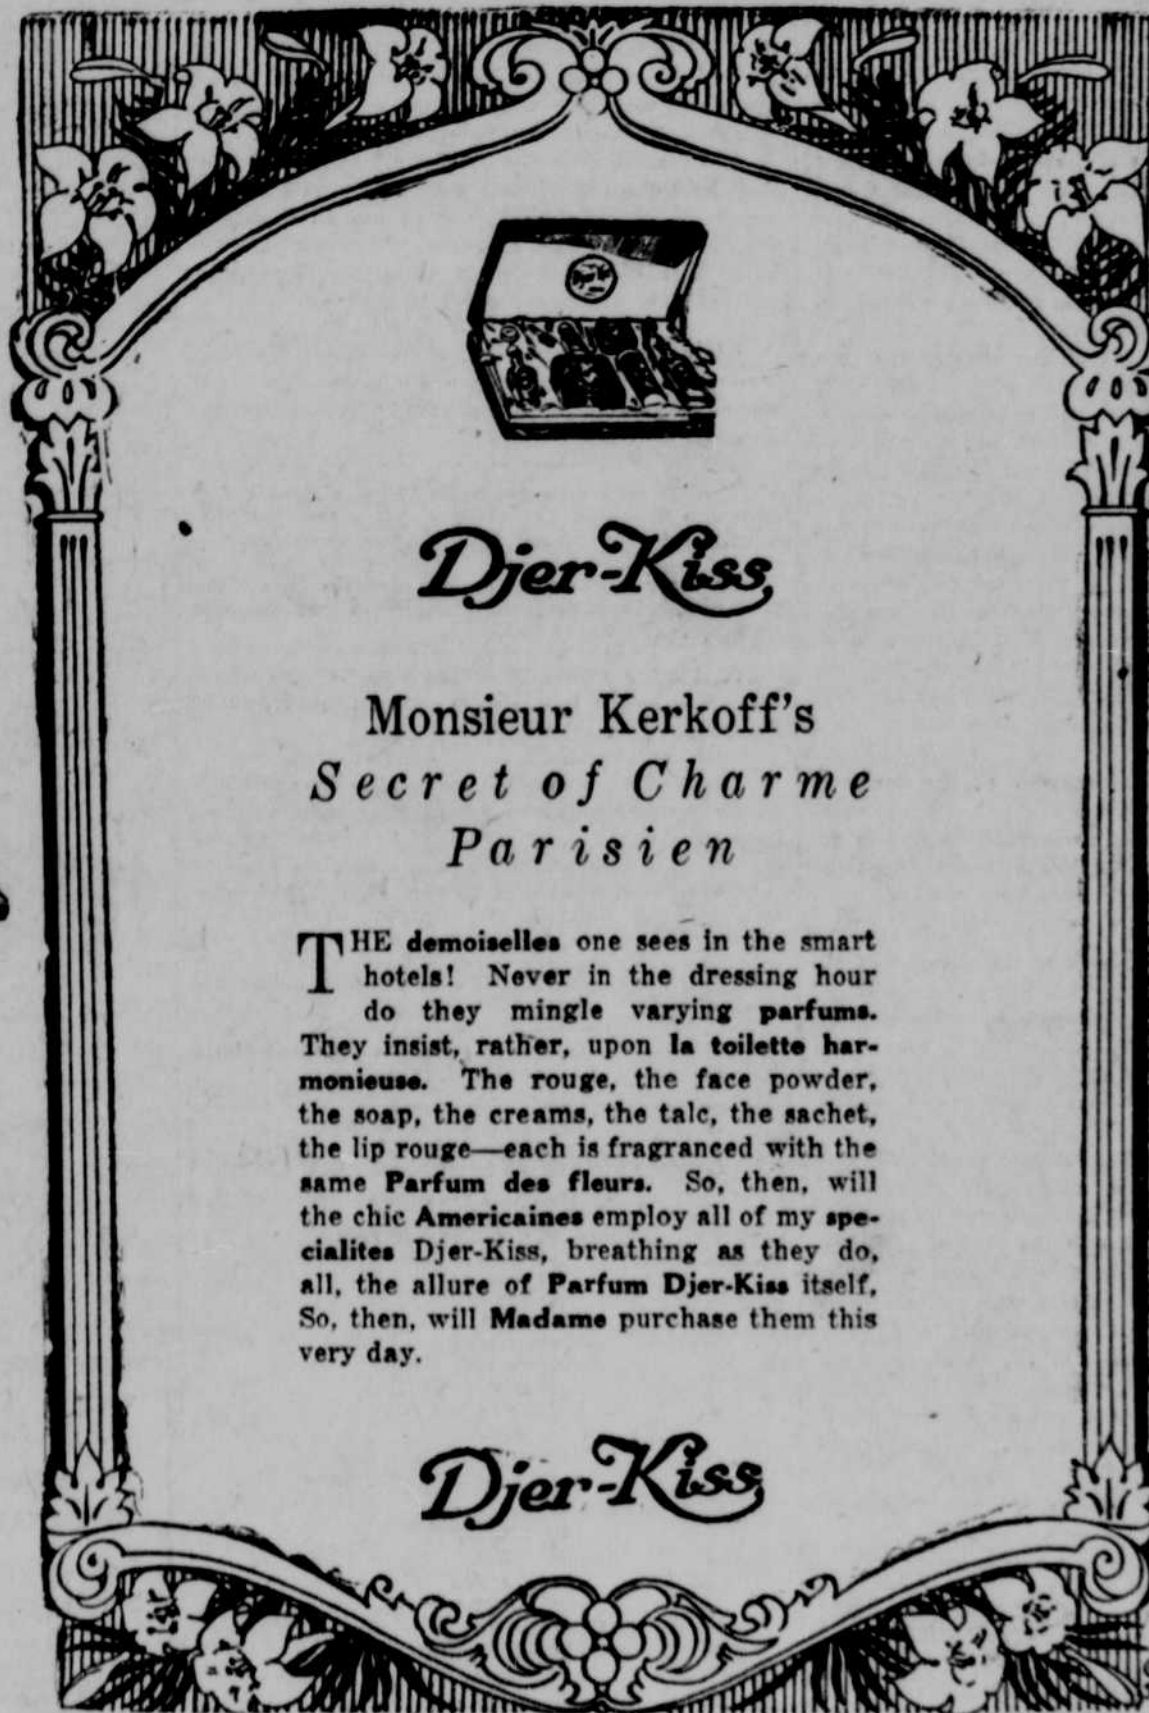 Djer-Kiss
Monsieur Kerkoff's
Secret of Charme
Parisien
THE demoiselles one sees in the smart
hotels! Never in the dressing hour
do they mingle varying parfums.
They insist, rather, upon la toilette har-
monieuse. The rouge, the face powder,
the soap, the creams, the talc, the sachet,
the lip rouge—each is fragranced with the
same Parfum des fleurs. So, then, will
the chic Americaines employ all of my spe-
cialites Djer-Kiss, breathing as they do,
all, the allure of Parfum Djer-Kiss itself,
So, then, will Madame purchase them this
very day.
Djer-Kiss